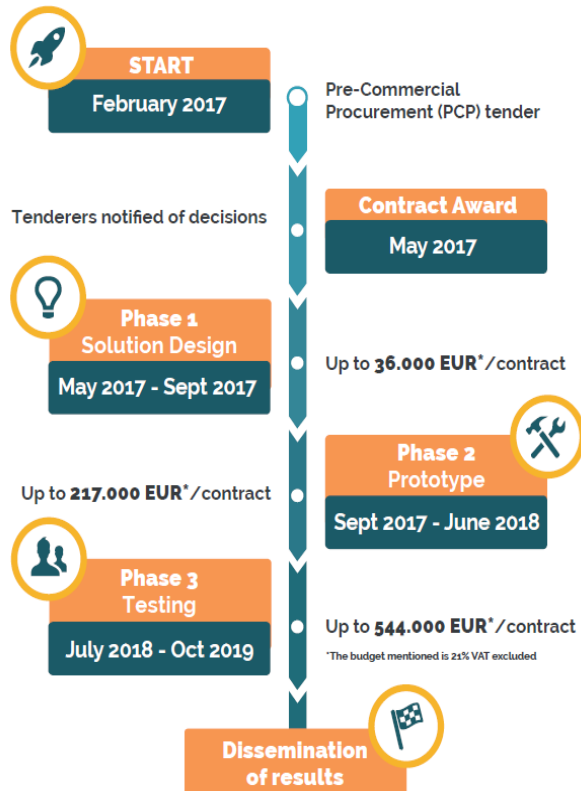 START
February 2017
Pre-Commercial
Procurement (PCP) tender
Tenderers notified of decisions
Contract Award
May 2017
Phase 1
Solution Design
May 2017 - Sept 2017
Up to 36.000 EUR*/contract
Phase 2
Prototype
Sept 2017 - June 2018
Up to 217.000 EUR*/contract
Phase 3
Testing
July 2018 - Oct 2019
Up to 544.000 EUR*/contract
*The budget mentioned is 21% VAT excluded
Dissemination
of results